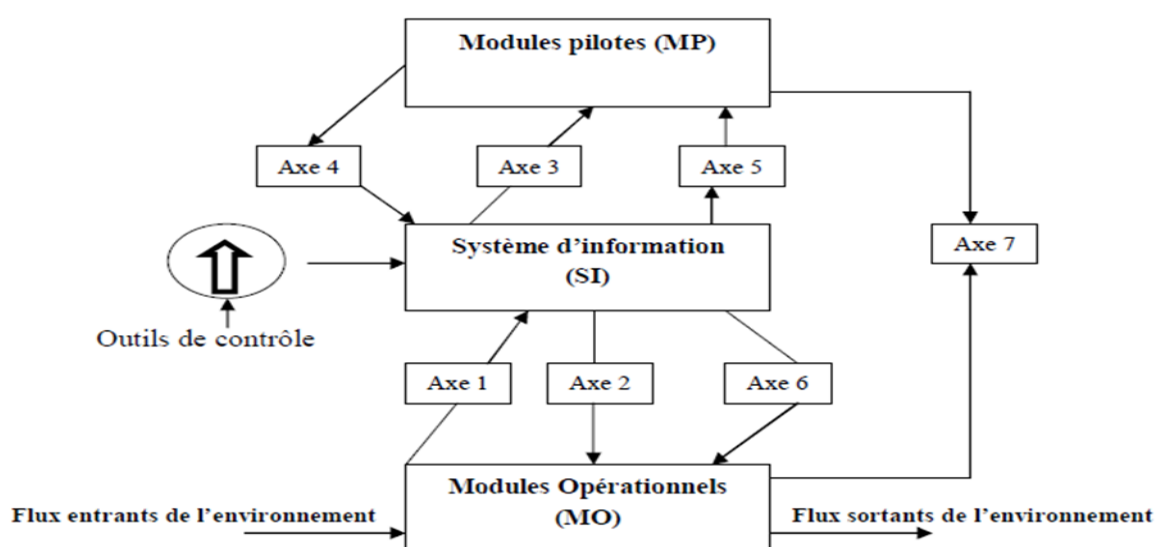 Modules pilotes (MP)
Axe 4
Axe 3
Axe 5
Système d’information
(SI)
Axe 7
Outils de contrôle
Axe 1
Axe 2
Axe 6
Modules Opérationnels
(MO)
Flux entrants de l’environnement
Flux sortants de l’environnement